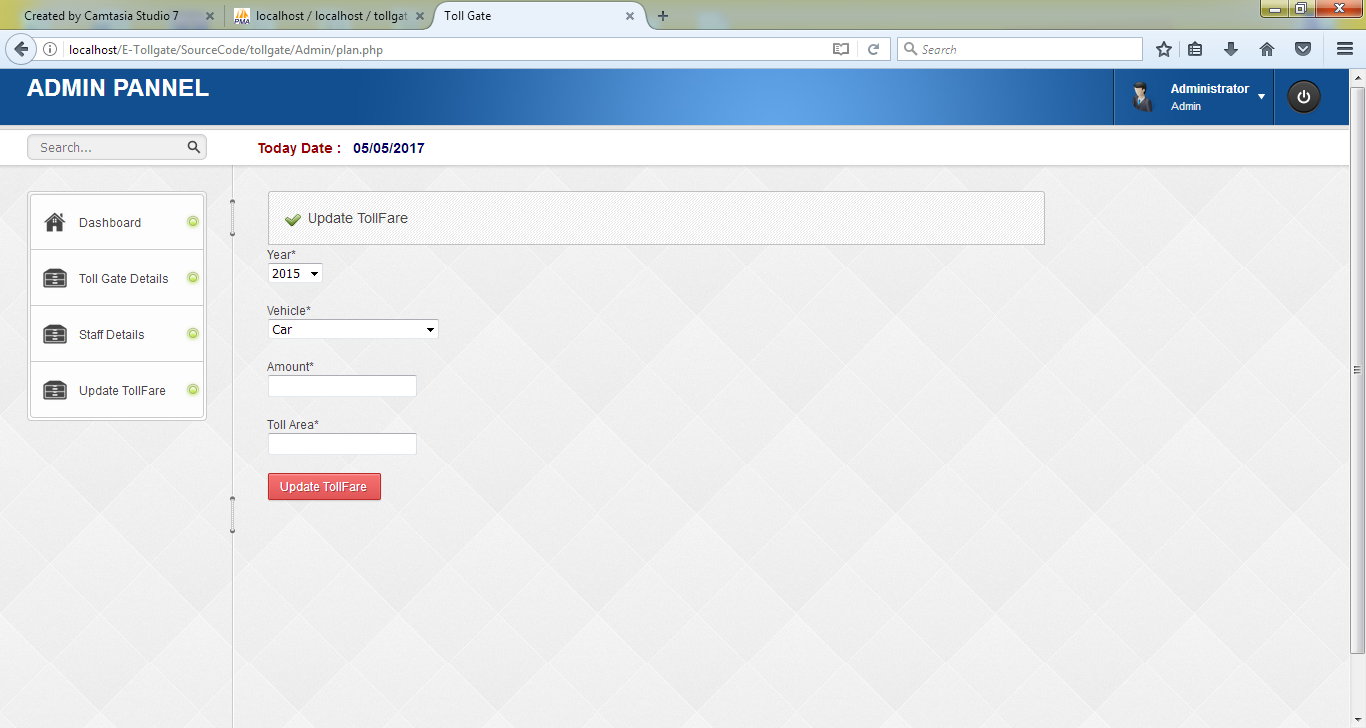 Created by Camtasia Studio 7
PMA localhost / localhost / tollgat
Toll Gate
localhost/E-Tollgate/SourceCode/tollgate/Admin/plan.php
Search
ADMIN PANNEL
Administrator
Admin
Search...
Today Date : 05/05/2017
Dashboard
Toll Gate Details
Staff Details
Update TollFare
Update TollFare
Year*
2015
Vehicle*
Car
Amount*
Toll Area*
Update TollFare